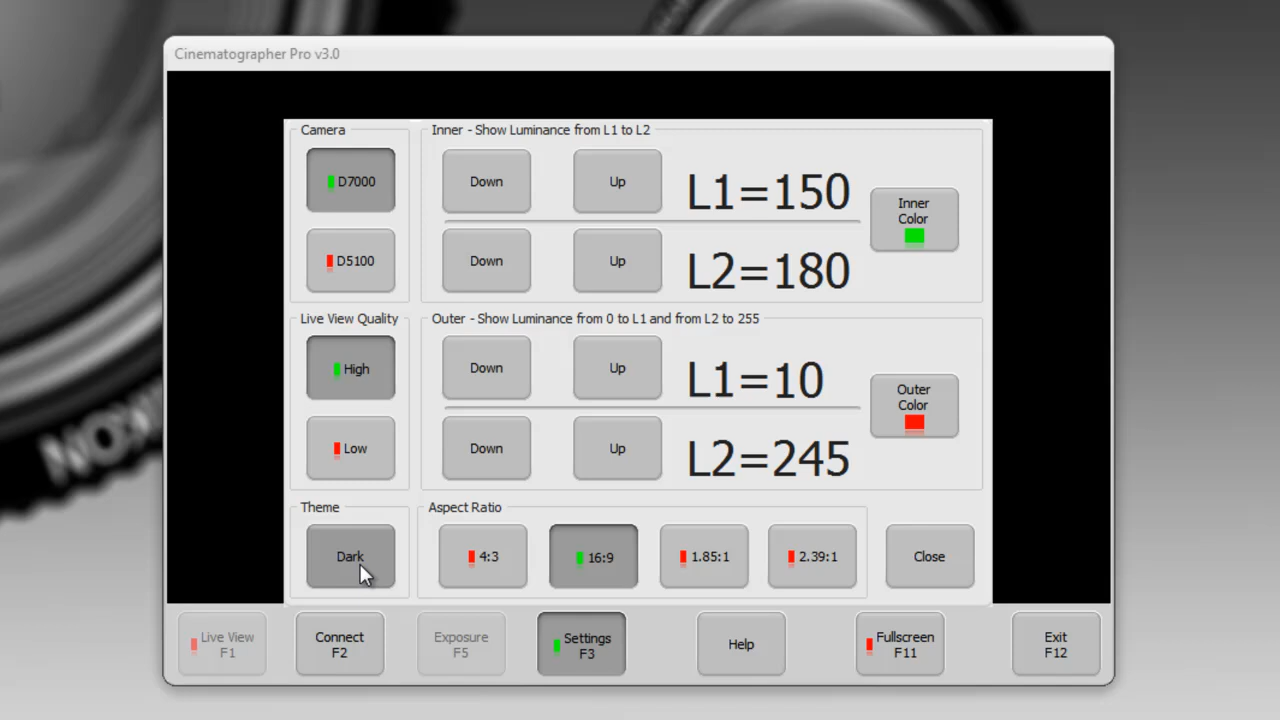 Cinematographer Pro v3.0
Camera
D7000
D5100
Inner - Show Luminance from L1 to L2
Down
Up
L1=150
Down
Up
L2=180
Inner
Color
Live View Quality
High
Low
Outer - Show Luminance from 0 to L1 and from L2 to 255
Down
Up
L1=10
Down
Up
L2=245
Outer
Color
Theme
Dark
Aspect Ratio
4:3
16:9
1.85:1
2.39:1
Close
Live View
F1
Connect
F2
Exposure
F5
Settings
F3
Help
Fullscreen
F11
Exit
F12